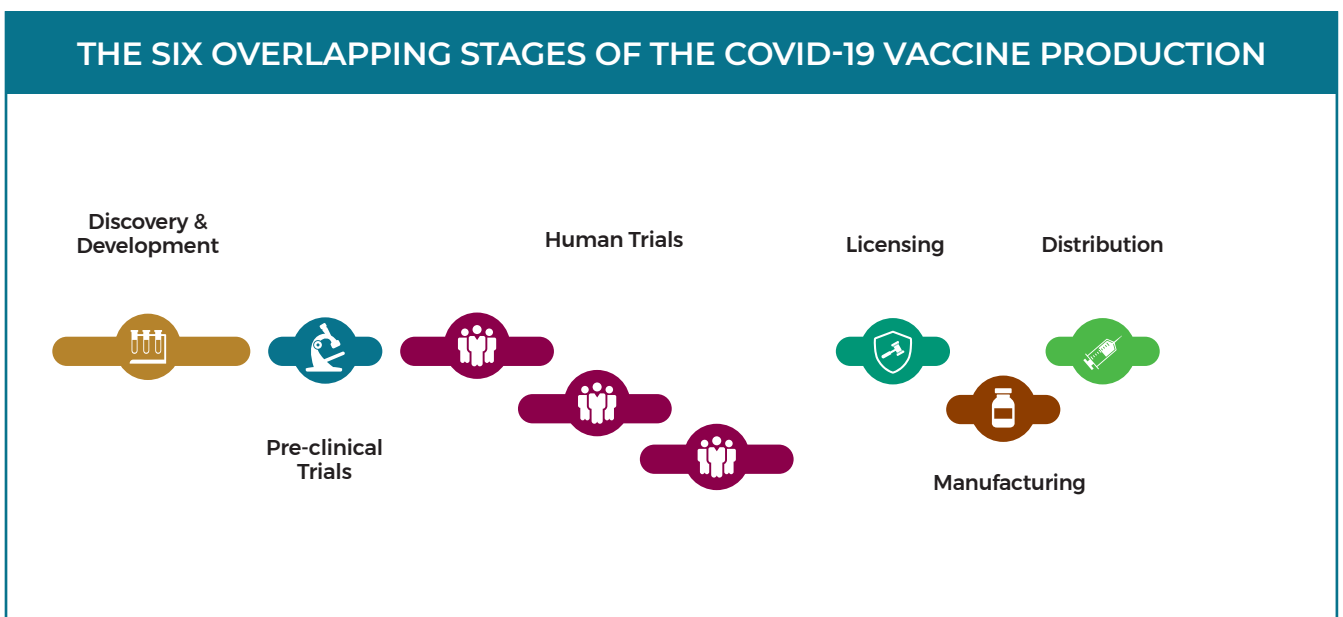 THE SIX OVERLAPPING STAGES OF THE COVID-19 VACCINE PRODUCTION
Discovery &
Development
Human Trials
Licensing
Distribution
Pre-clinical
Trials
Manufacturing